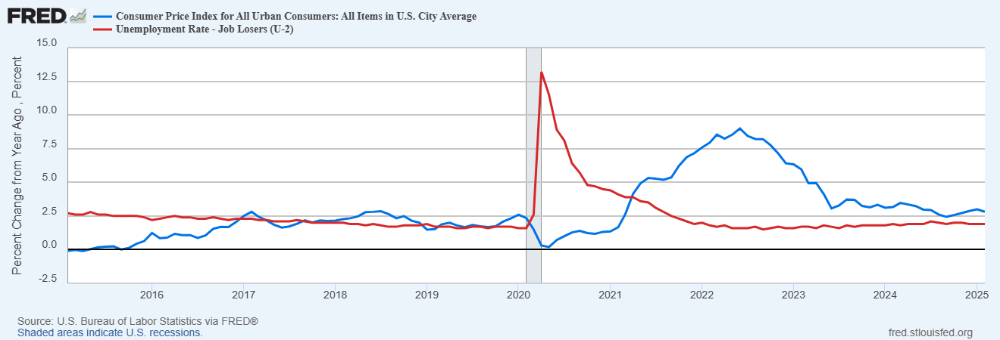 FRED
Consumer Price Index for All Urban Consumers: All Items in U.S. City Average
Unemployment Rate - Job Losers (U-2)
Percent Change from Year Ago , Percent
15.0
12.5
10.0
7.5
5.0
2.5
0.0
-2.5
2016 2017 2018 2019 2020 2021 2022 2023 2024 2025
Source: U.S. Bureau of Labor Statistics via FRED®
Shaded areas indicate U.S. recessions.
fred.stlouisfed.org